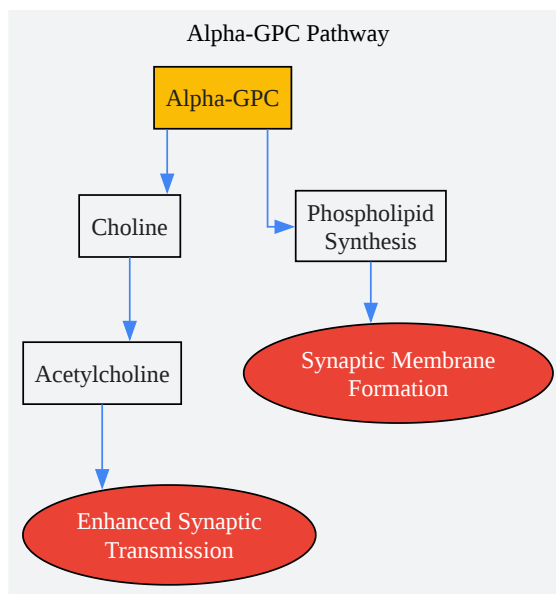 Alpha-GPC Pathway
Alpha-GPC
Choline
Phospholipid
Synthesis
Acetylcholine
Synaptic Membrane
Formation
Enhanced Synaptic
Transmission